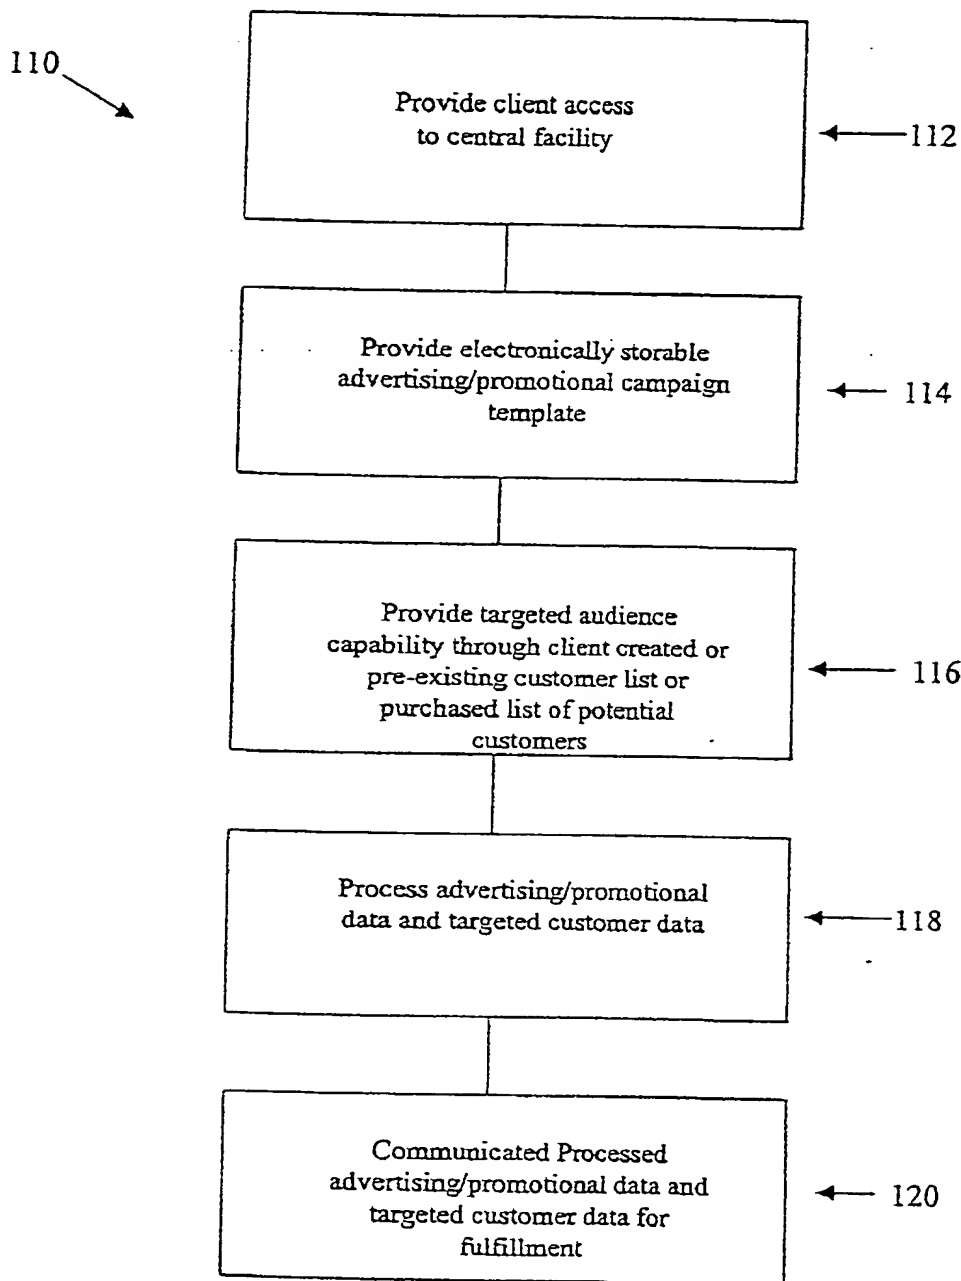 110
Provide client access
to central facility
112
Provide electronically storable
advertising/promotional campaign
template
114
Provide targeted audience
capability through client created or
pre-existing customer list or
purchased list of potential
customers
116
Process advertising/promotional
data and targeted customer data
118
Communicated Processed
advertising/promotional data and
targeted customer data for
fulfillment
120